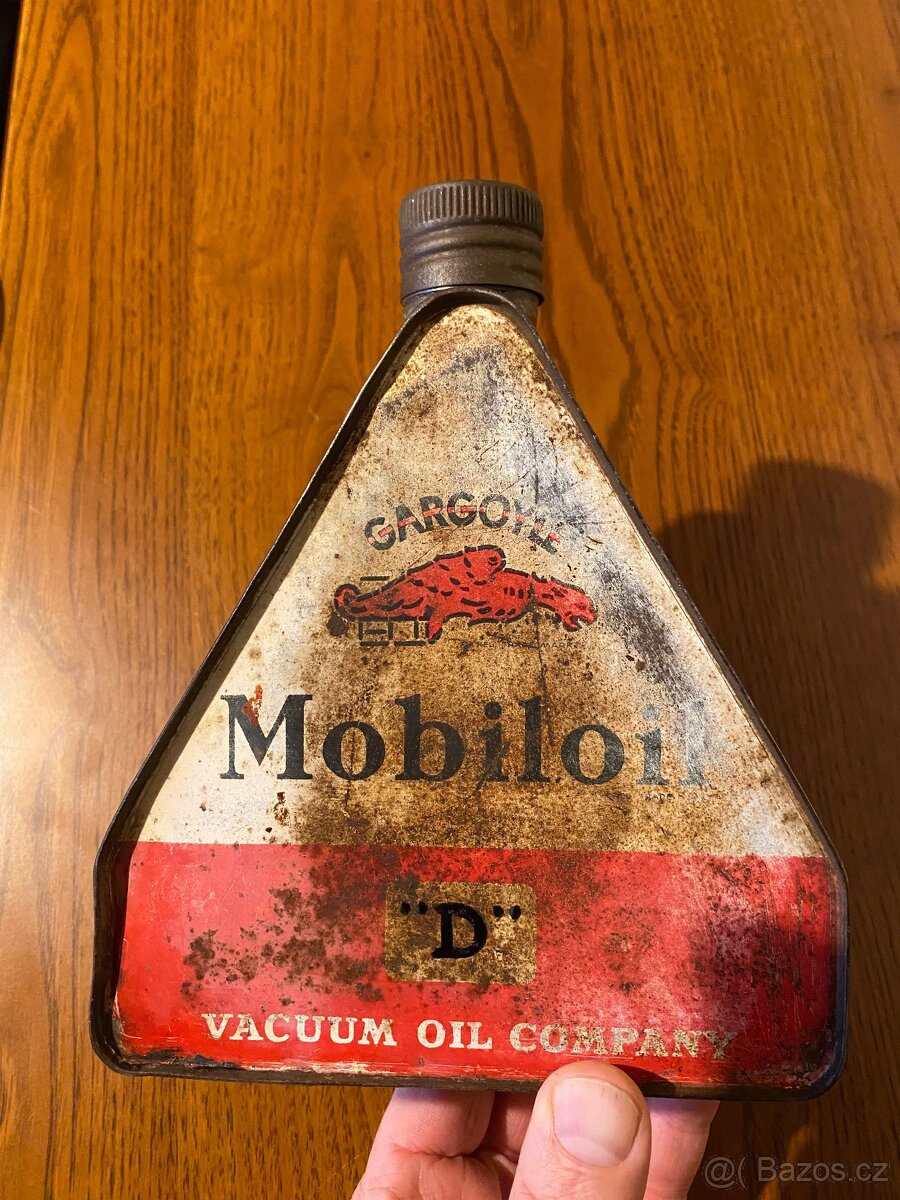 GARGOYLE
Mobiloil
"D"
VACUUM OIL COMPANY
@( Bazos.cz